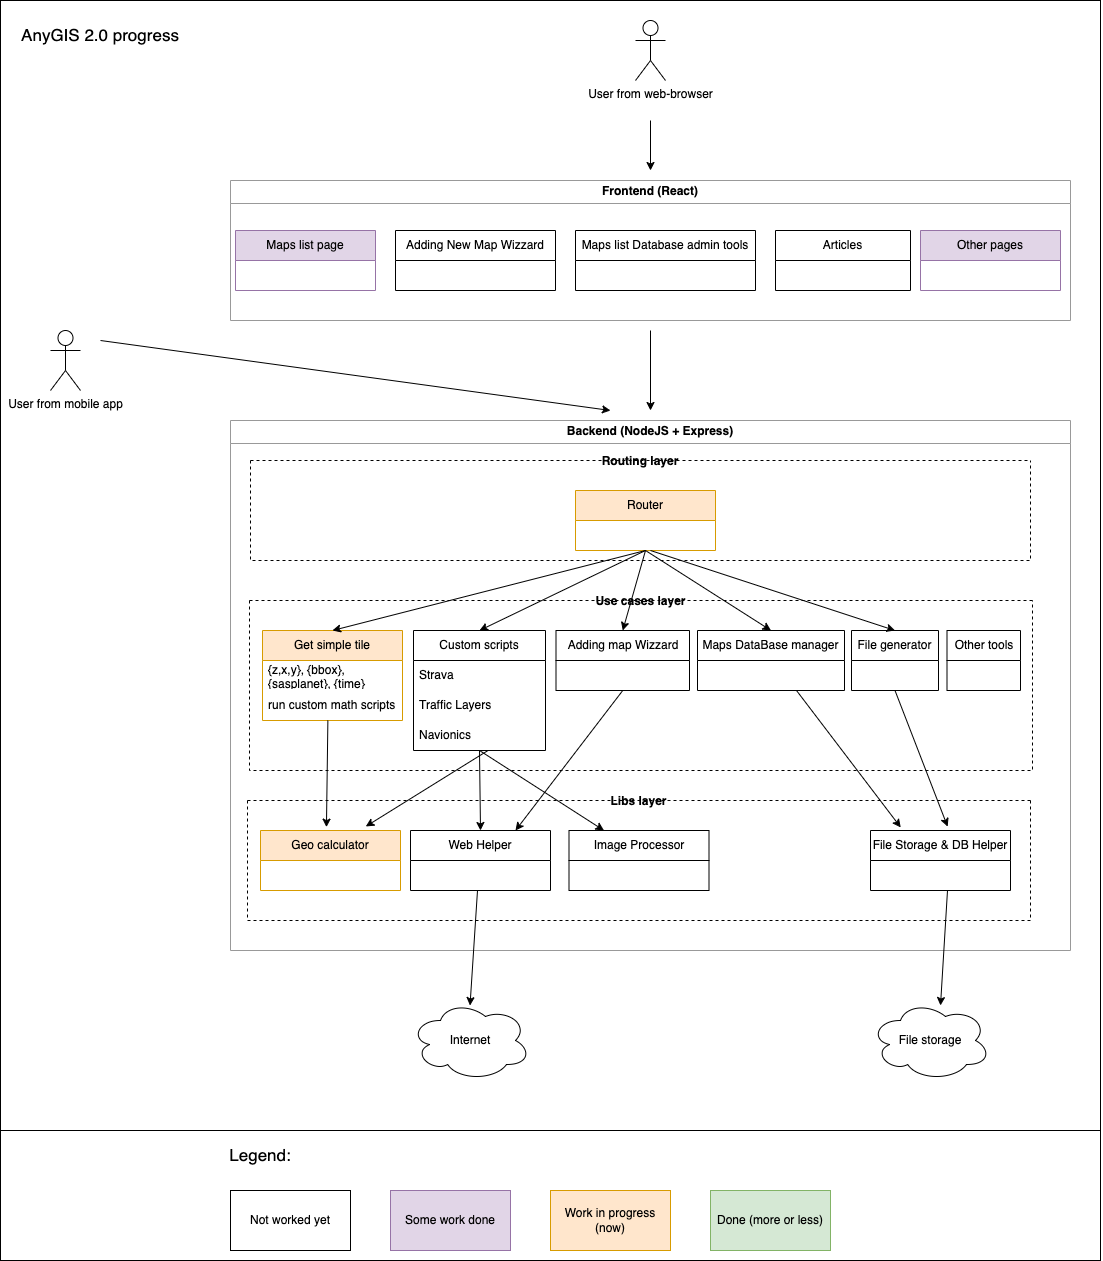 AnyGIS 2.0 progress
User from web-browser
Frontend (React)
Maps list page
Adding New Map Wizzard
Maps list Database admin tools
Articles
Other pages
User from mobile app
Backend (NodeJS + Express)
Routing layer
Router
Use cases layer
Get simple tile
{z,x,y}, {bbox},
{sasplanet}, {time}
run custom math scripts
Custom scripts
Strava
Traffic Layers
Navionics
Adding map Wizzard
Maps DataBase manager
File generator
Other tools
Libs layer
Geo calculator
Web Helper
Image Processor
File Storage & DB Helper
Internet
File storage
Legend:
Not worked yet
Some work done
Work in progress
(now)
Done (more or less)